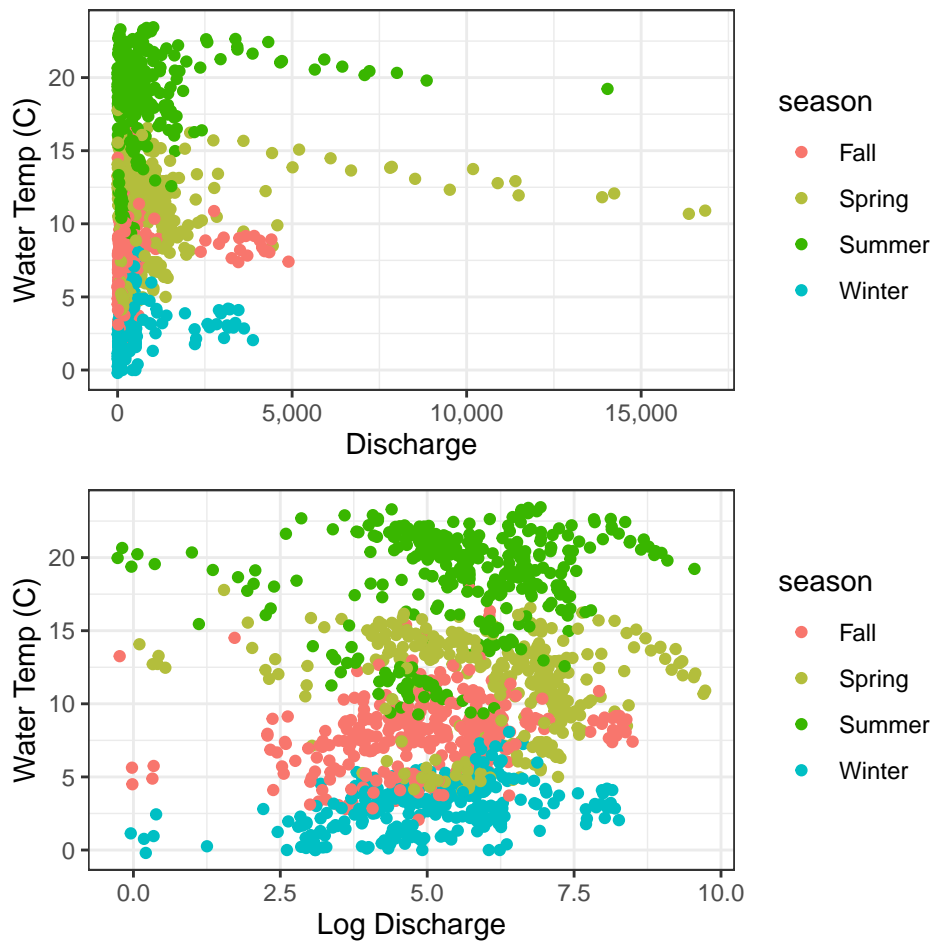 20
15
10
5
0
Water Temp (C)
0
5,000
10,000
15,000
Discharge
season
Fall
Spring
Summer
Winter
20
15
10
5
0
Water Temp (C)
0.0
2.5
5.0
7.5
10.0
Log Discharge
season
Fall
Spring
Summer
Winter